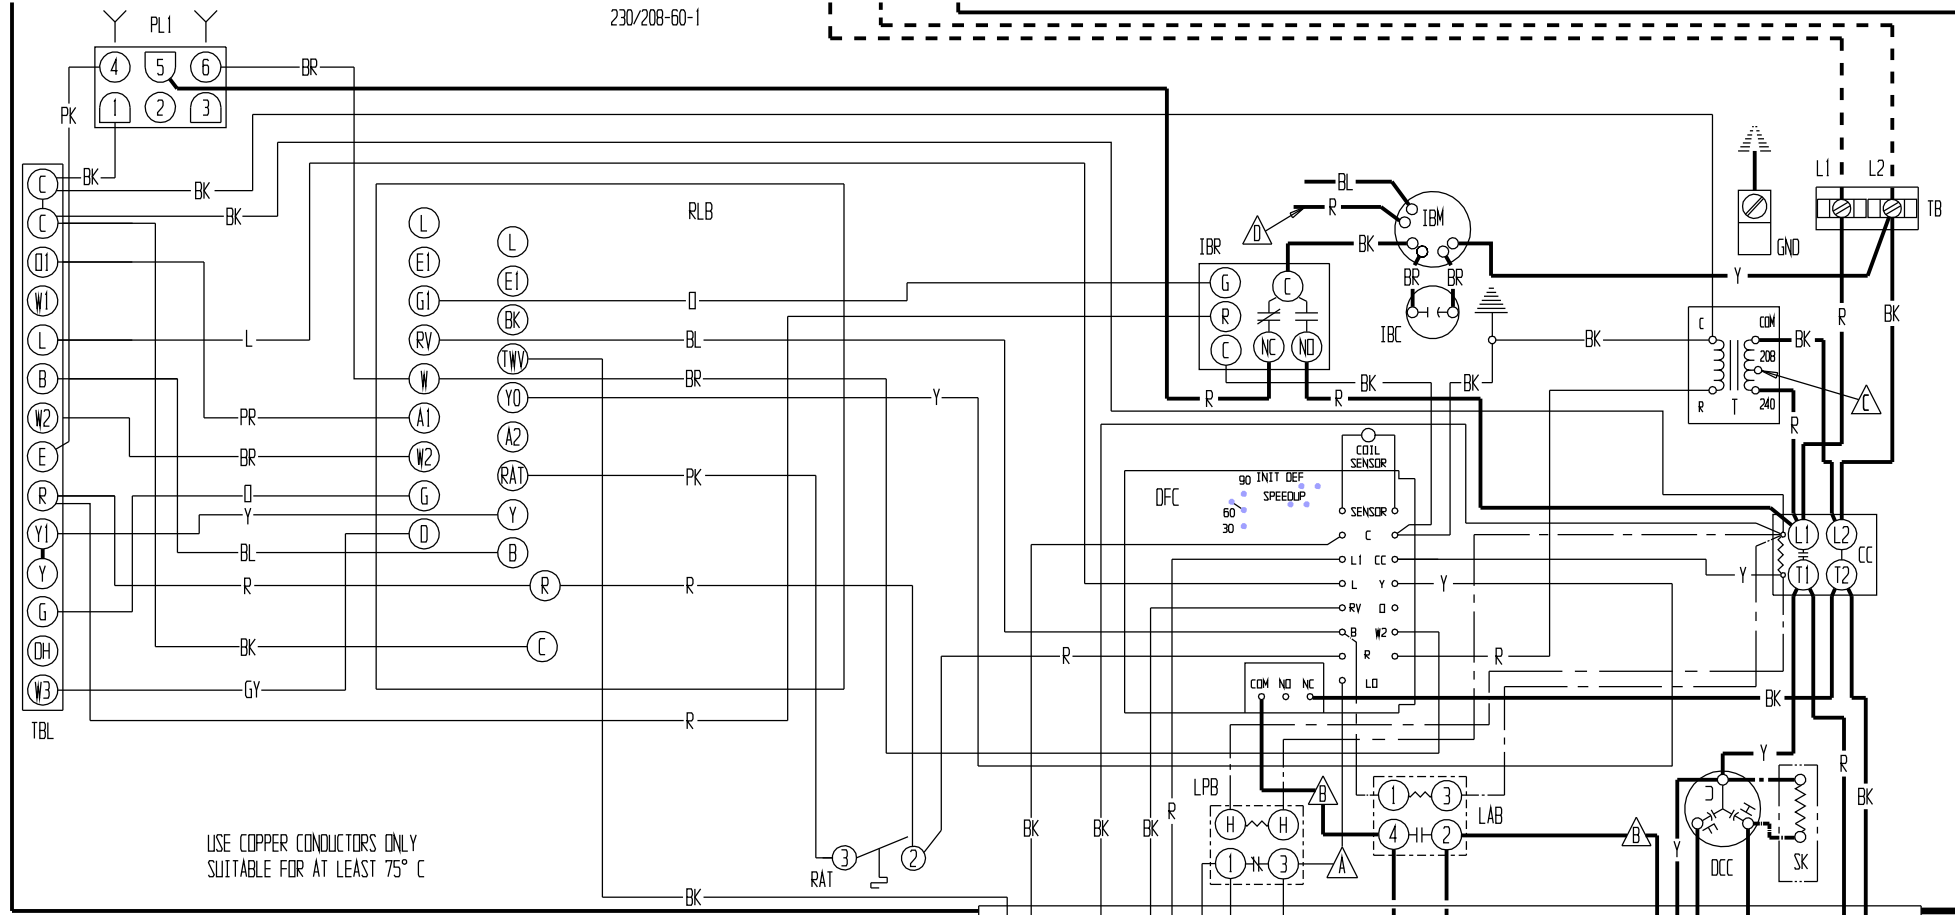 230/208-60-1
PL1
4 5 6
BR
1 2 3
PK
BK
BK
BK
C
C
O1
W1
L
B
W2
E
R
Y1
Y
G
OH
W3
TBL
L
PR
BR
O
Y
BL
R
BK
GY
RLB
L
E1
G1
RV
W
A1
W2
G
D
L
E1
BK
TWV
YO
A2
RAT
Y
B
R
C
O
BL
BR
Y
PK
R
R
R
3 2
RAT
BK
USE COPPER CONDUCTORS ONLY
SUITABLE FOR AT LEAST 75° C
BL
R
D
IBM
BK
BR BR
IBC
IBR
G
R
C
C
NC NO
R
BK
R
BK
BK
Y
GND
L1 L2
TB
R
BK
C COM
BK
208
R T 240
C
R
COIL
SENSOR
DFC
90 INIT DEF
SPEEDUP
60
30
SENSOR
C
L1 CC
L Y
Y
RV O
B W2
R
R
LO
COM NO NC
BK
Y
L1 L2
CC
T1 T2
LPB
H H
1 3
B
A
1 3
LAB
4 2
B
BK
BK
BK
R
Y
C
H
F
DCC
Y
SK
R
BK